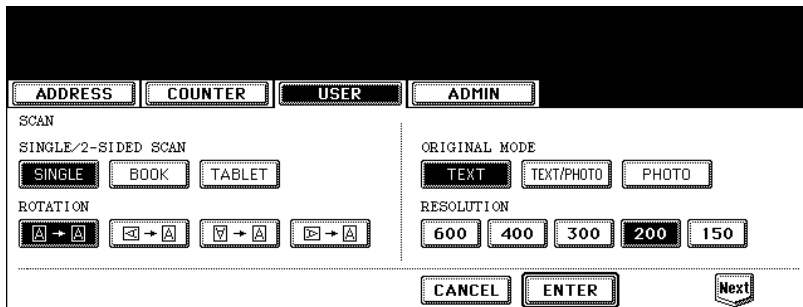 ADDRESS COUNTER USER ADMIN
SCAN
SINGLE/2-SIDED SCAN
SINGLE BOOK TABLET
ROTATION
A → A A → A A → A A → A
ORIGINAL MODE
TEXT TEXT/PHOTO PHOTO
RESOLUTION
600 400 300 200 150
CANCEL ENTER Next